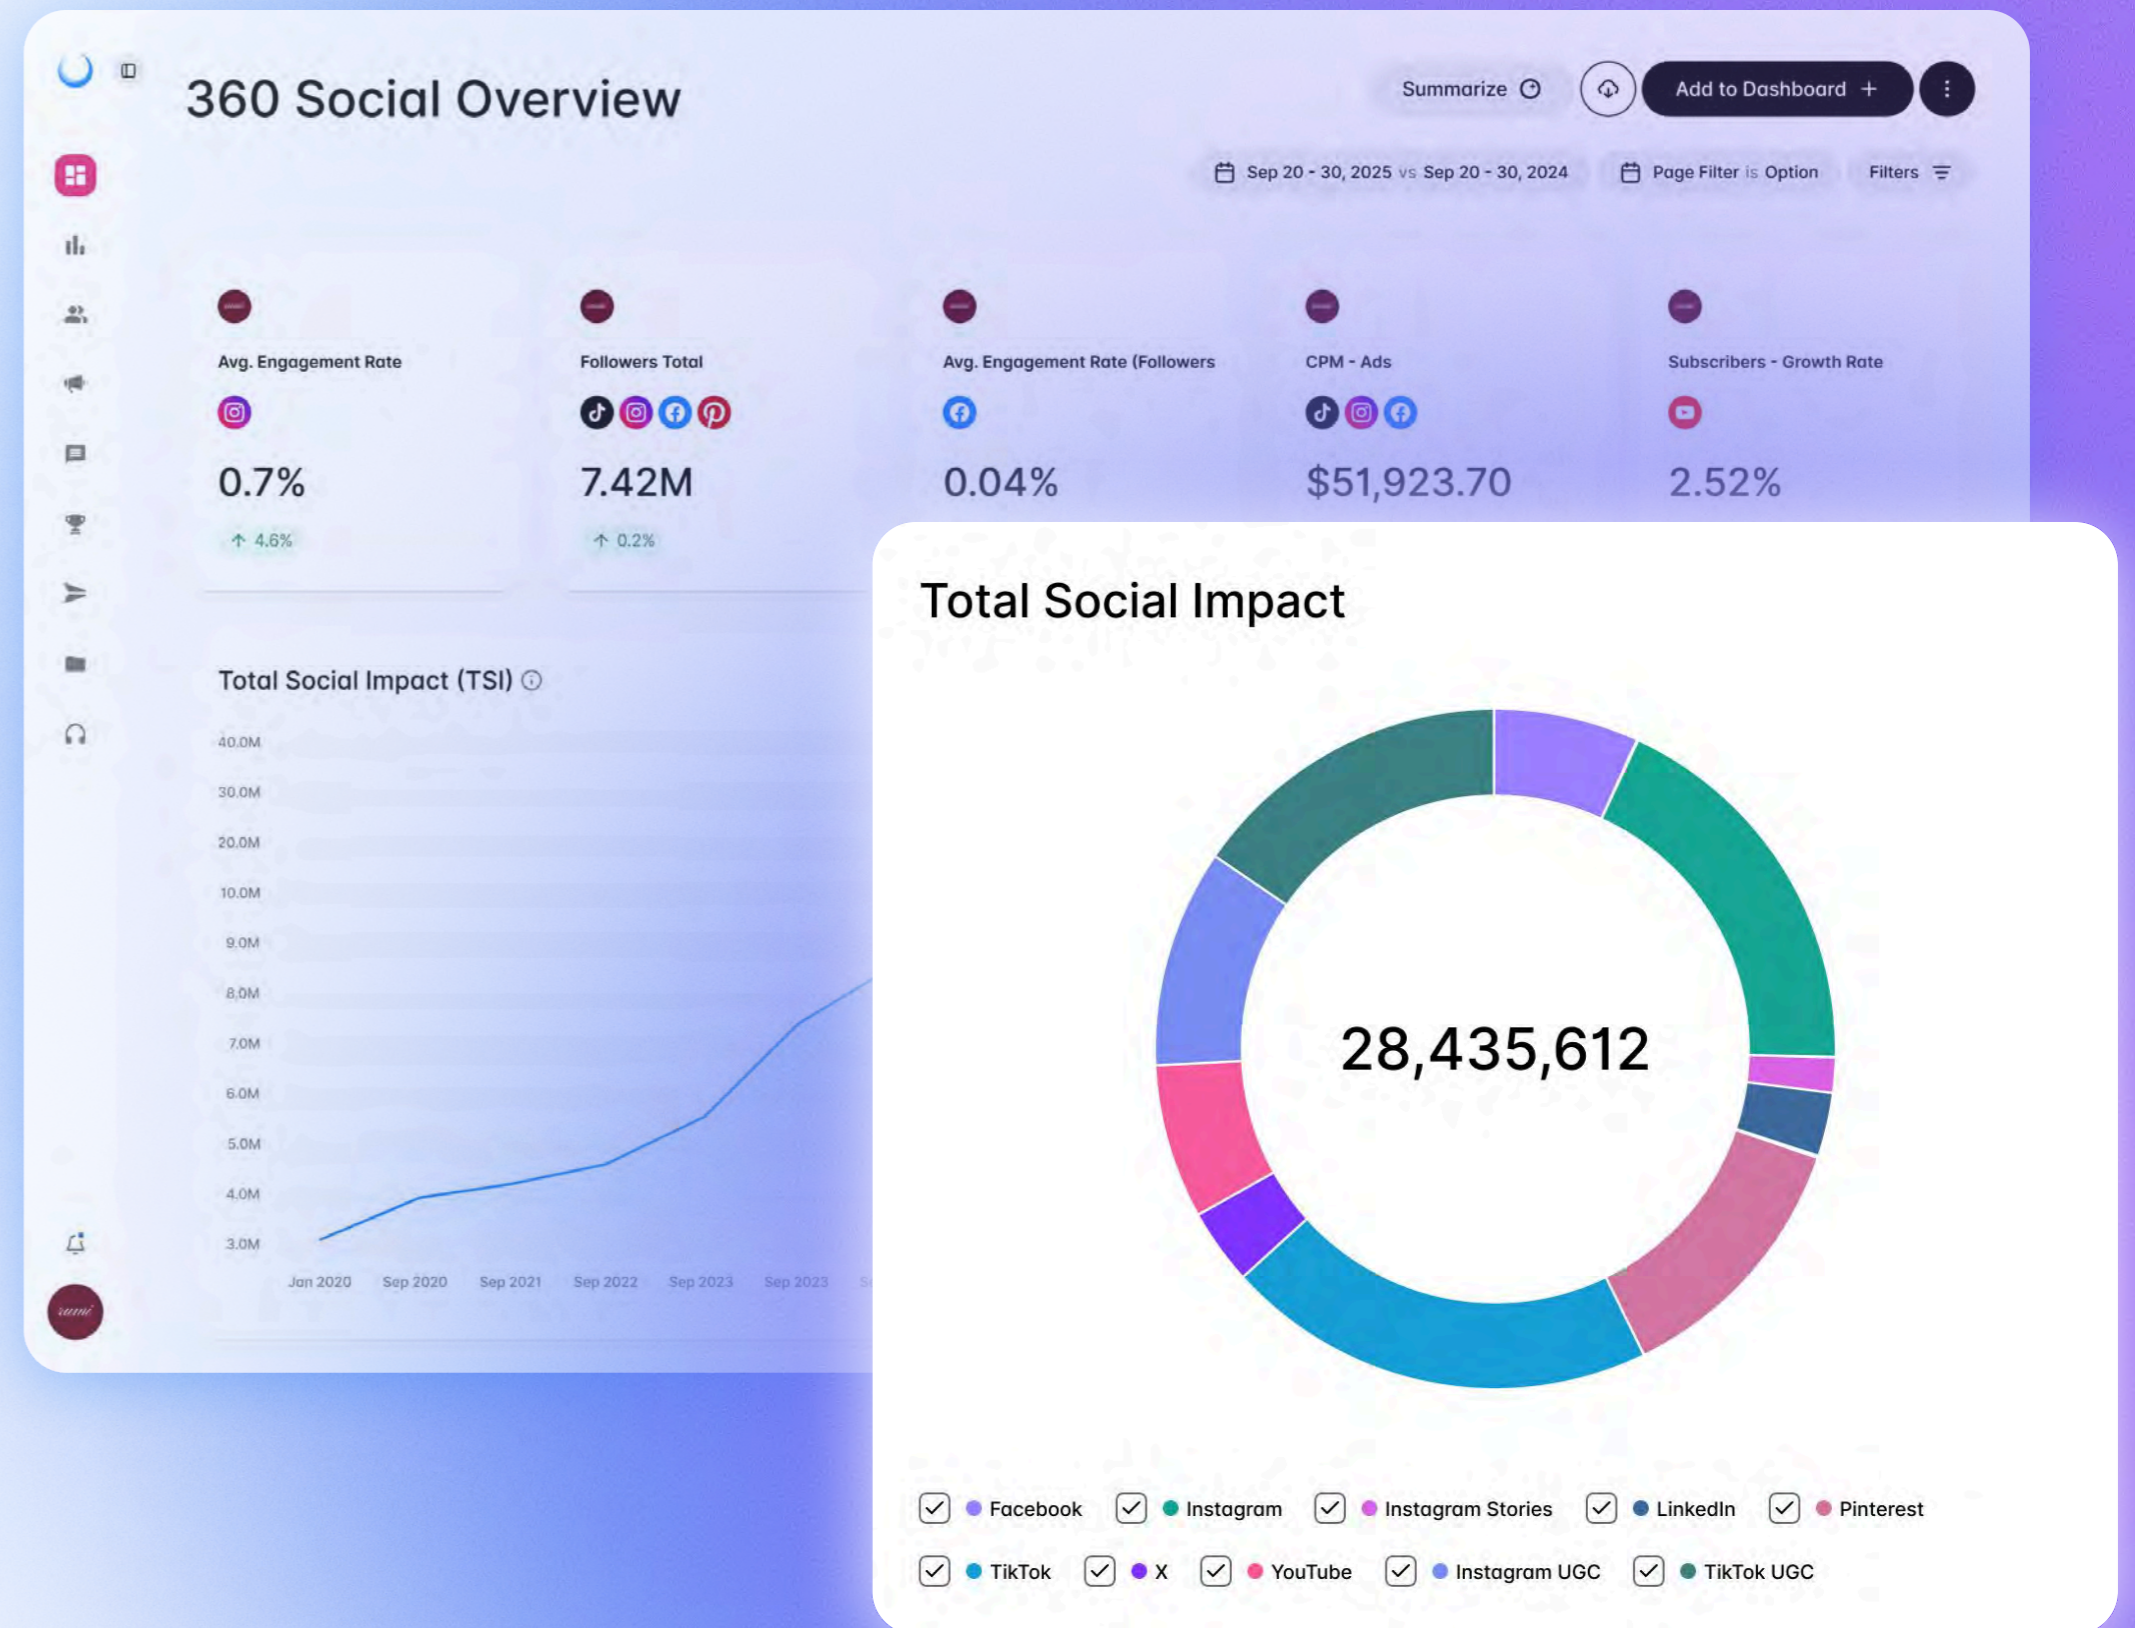 360 Social Overview
Summarize
Add to Dashboard +
Sep 20 - 30, 2025 vs Sep 20 - 30, 2024
Page Filter is Option
Filters
Avg. Engagement Rate
0.7%
↑ 4.6%
Followers Total
7.42M
↑ 0.2%
Avg. Engagement Rate (Followers
0.04%
CPM - Ads
$51,923.70
Subscribers - Growth Rate
2.52%
Total Social Impact (TSI)
40.0M
30.0M
20.0M
10.0M
9.0M
8.0M
7.0M
6.0M
5.0M
4.0M
3.0M
Jan 2020 Sep 2020 Sep 2021 Sep 2022 Sep 2023 Sep 2023
rumi
Total Social Impact
28,435,612
Facebook Instagram Instagram Stories LinkedIn Pinterest
TikTok X YouTube Instagram UGC TikTok UGC